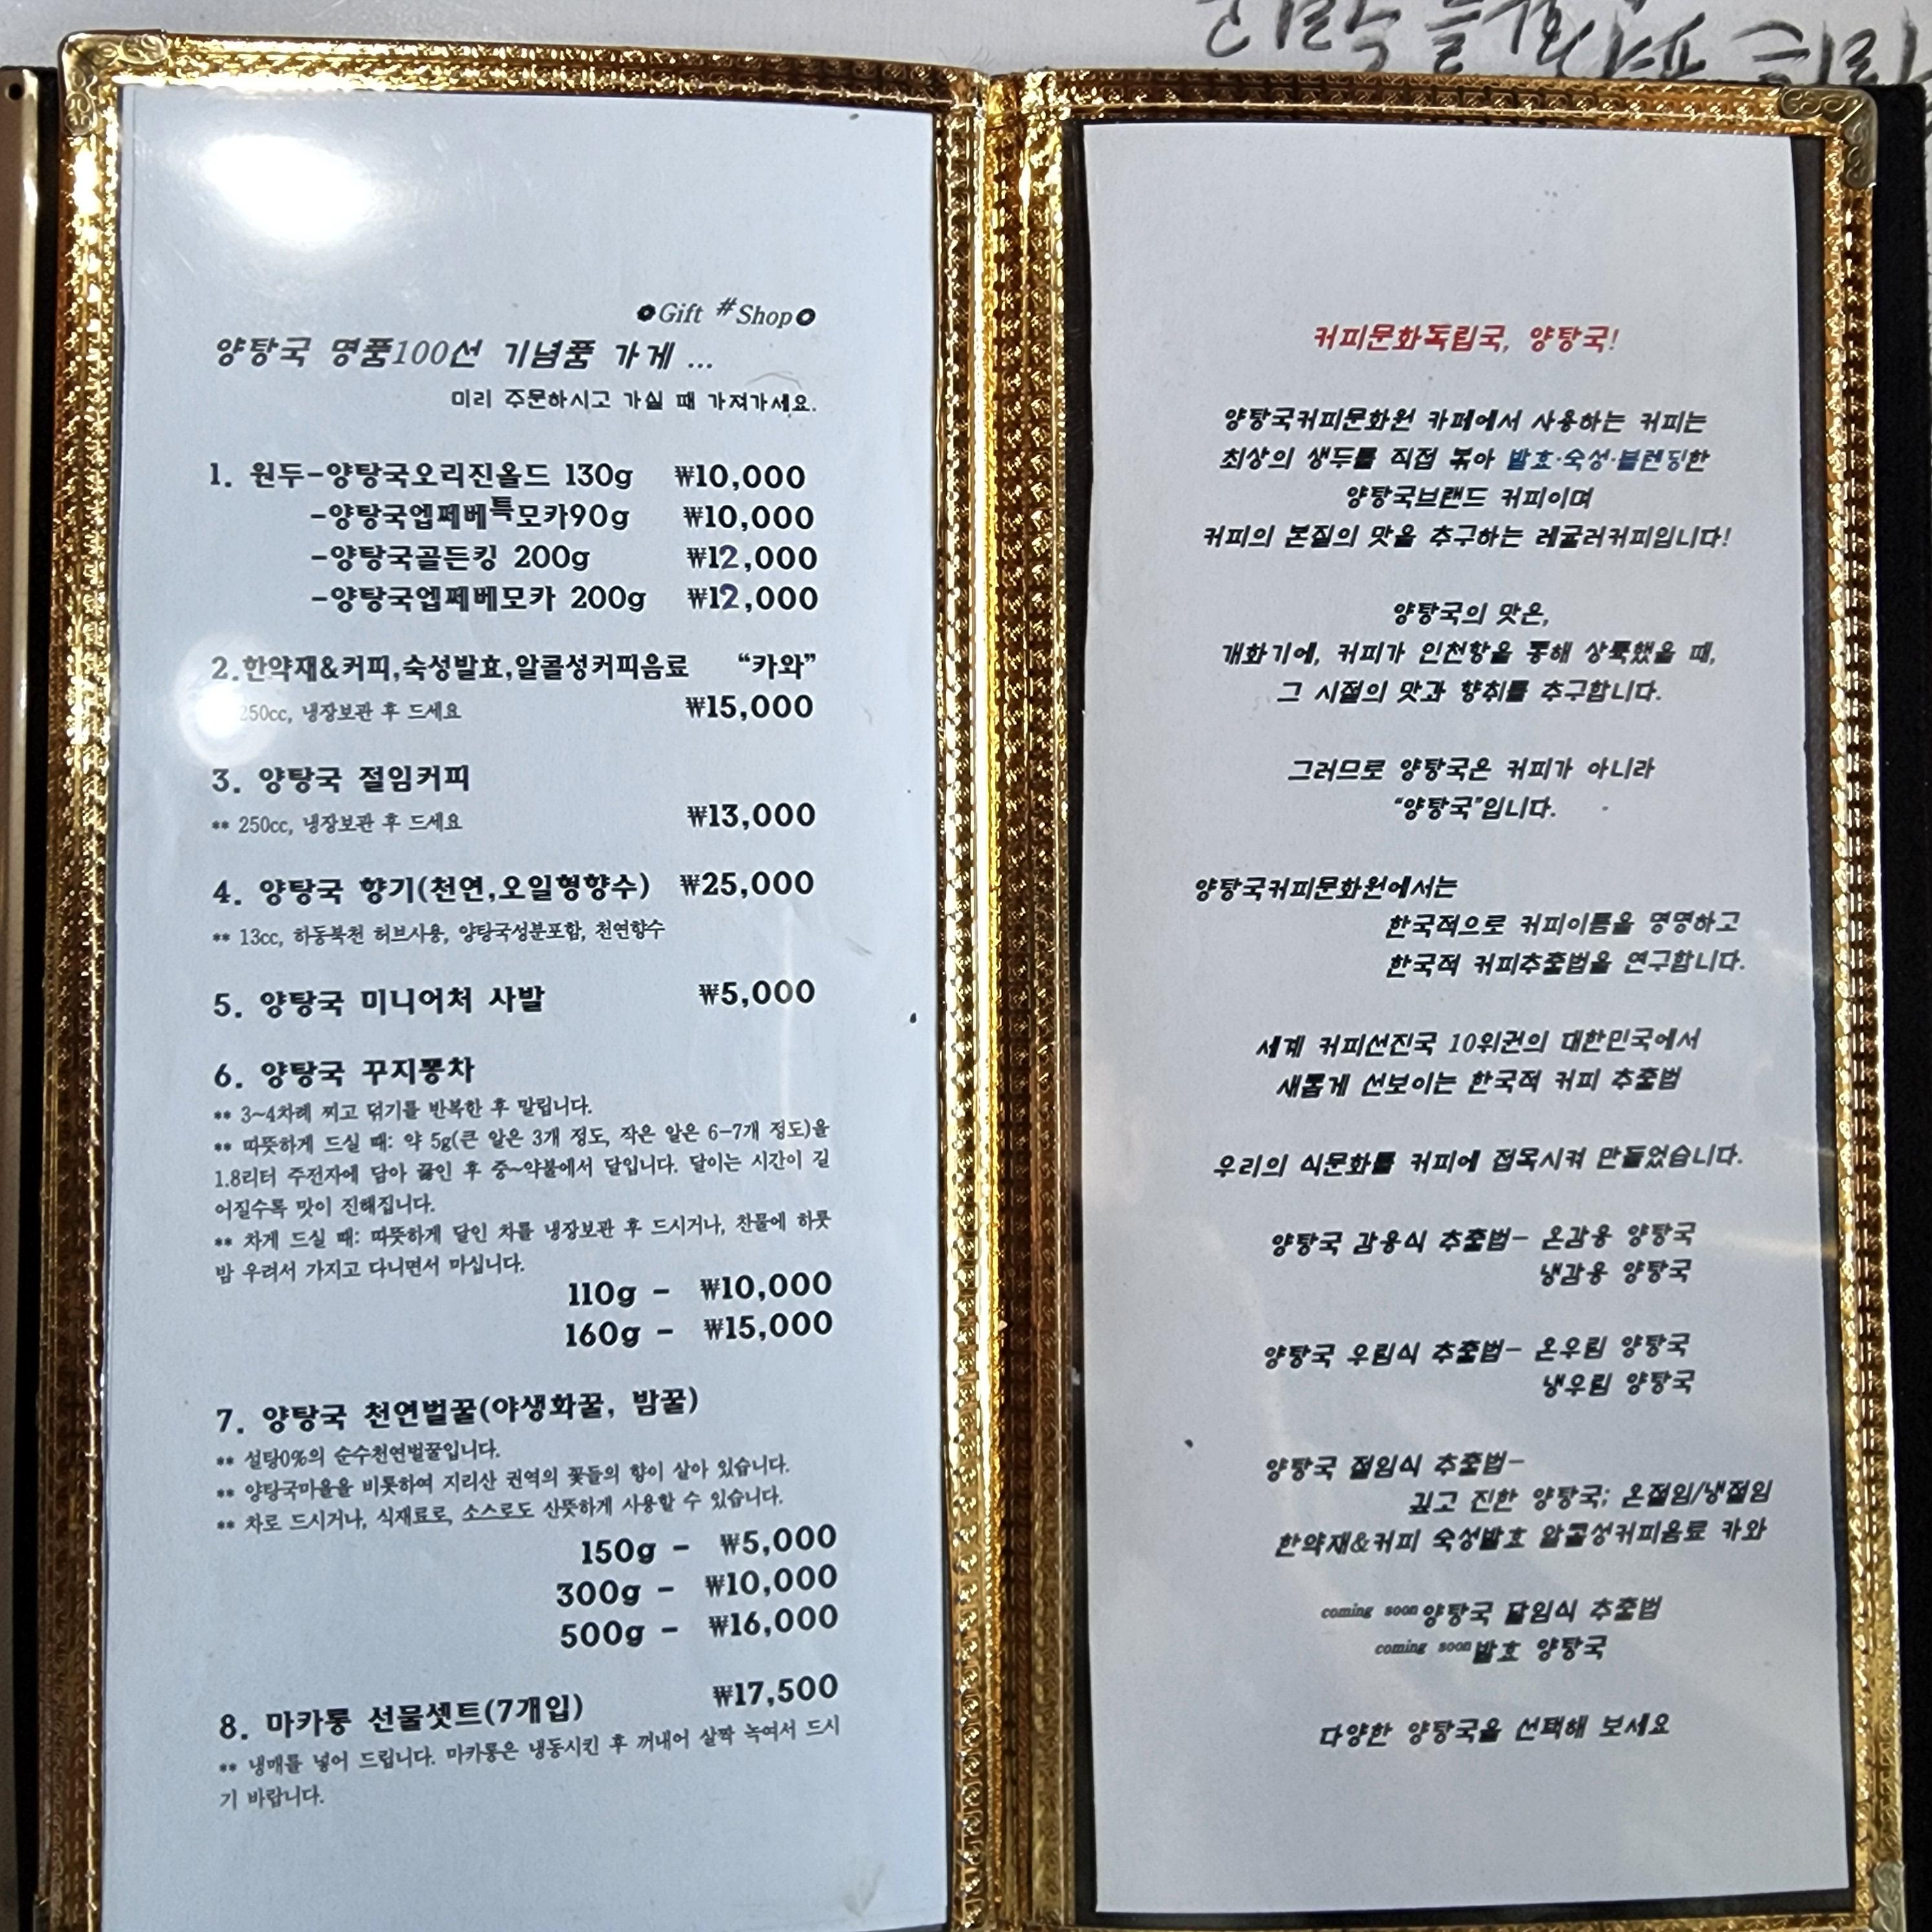 ✿Gift #Shop✿
양탕국 명품100선 기념품 가게 ...
미리 주문하시고 가실 때 가져가세요.
1. 원두-양탕국오리진올드 130g ₩10,000
-양탕국엡페베특모카90g ₩10,000
-양탕국골든킹 200g ₩12,000
-양탕국엡페베모카 200g ₩12,000
2.한약재&커피,숙성발효,알콜성커피음료 “카와”
250cc, 냉장보관 후 드세요 ₩15,000
3. 양탕국 절임커피
** 250cc, 냉장보관 후 드세요 ₩13,000
4. 양탕국 향기(천연,오일형향수) ₩25,000
** 13cc, 하동북천 허브사용, 양탕국성분포함, 천연향수
5. 양탕국 미니어처 사발 ₩5,000
6. 양탕국 꾸지뽕차
** 3~4차례 찌고 덖기를 반복한 후 말립니다.
** 따뜻하게 드실 때: 약 5g(큰 알은 3개 정도, 작은 알은 6-7개 정도)을
1.8리터 주전자에 담아 끓인 후 중~약불에서 달입니다. 달이는 시간이 길
어질수록 맛이 진해집니다.
** 차게 드실 때: 따뜻하게 달인 차를 냉장보관 후 드시거나, 찬물에 하룻
밤 우려서 가지고 다니면서 마십니다.
110g - ₩10,000
160g - ₩15,000
7. 양탕국 천연벌꿀(야생화꿀, 밤꿀)
** 설탕0%의 순수천연벌꿀입니다.
** 양탕국마을을 비롯하여 지리산 권역의 꽃들의 향이 살아 있습니다.
** 차로 드시거나, 식재료로, 소스로도 산뜻하게 사용할 수 있습니다.
150g - ₩5,000
300g - ₩10,000
500g - ₩16,000
8. 마카롱 선물셋트(7개입) ₩17,500
** 냉매를 넣어 드립니다. 마카롱은 냉동시킨 후 꺼내어 살짝 녹여서 드시
기 바랍니다.
커피문화독립국, 양탕국!
양탕국커피문화원 카페에서 사용하는 커피는
최상의 생두를 직접 볶아 발효·숙성·블렌딩한
양탕국브랜드 커피이며
커피의 본질의 맛을 추구하는 레귤러커피입니다!
양탕국의 맛은,
개화기에, 커피가 인천항을 통해 상륙했을 때,
그 시절의 맛과 향취를 추구합니다.
그러므로 양탕국은 커피가 아니라
“양탕국”입니다.
양탕국커피문화원에서는
한국적으로 커피이름을 명명하고
한국적 커피추출법을 연구합니다.
세계 커피선진국 10위권의 대한민국에서
새롭게 선보이는 한국적 커피 추출법
우리의 식문화를 커피에 접목시켜 만들었습니다.
양탕국 감용식 추출법- 온감용 양탕국
냉감용 양탕국
양탕국 우림식 추출법- 온우림 양탕국
냉우림 양탕국
양탕국 절임식 추출법-
깊고 진한 양탕국; 온절임/냉절임
한약재&커피 숙성발효 알콜성커피음료 카와
coming soon양탕국 달임식 추출법
coming soon발효 양탕국
다양한 양탕국을 선택해 보세요